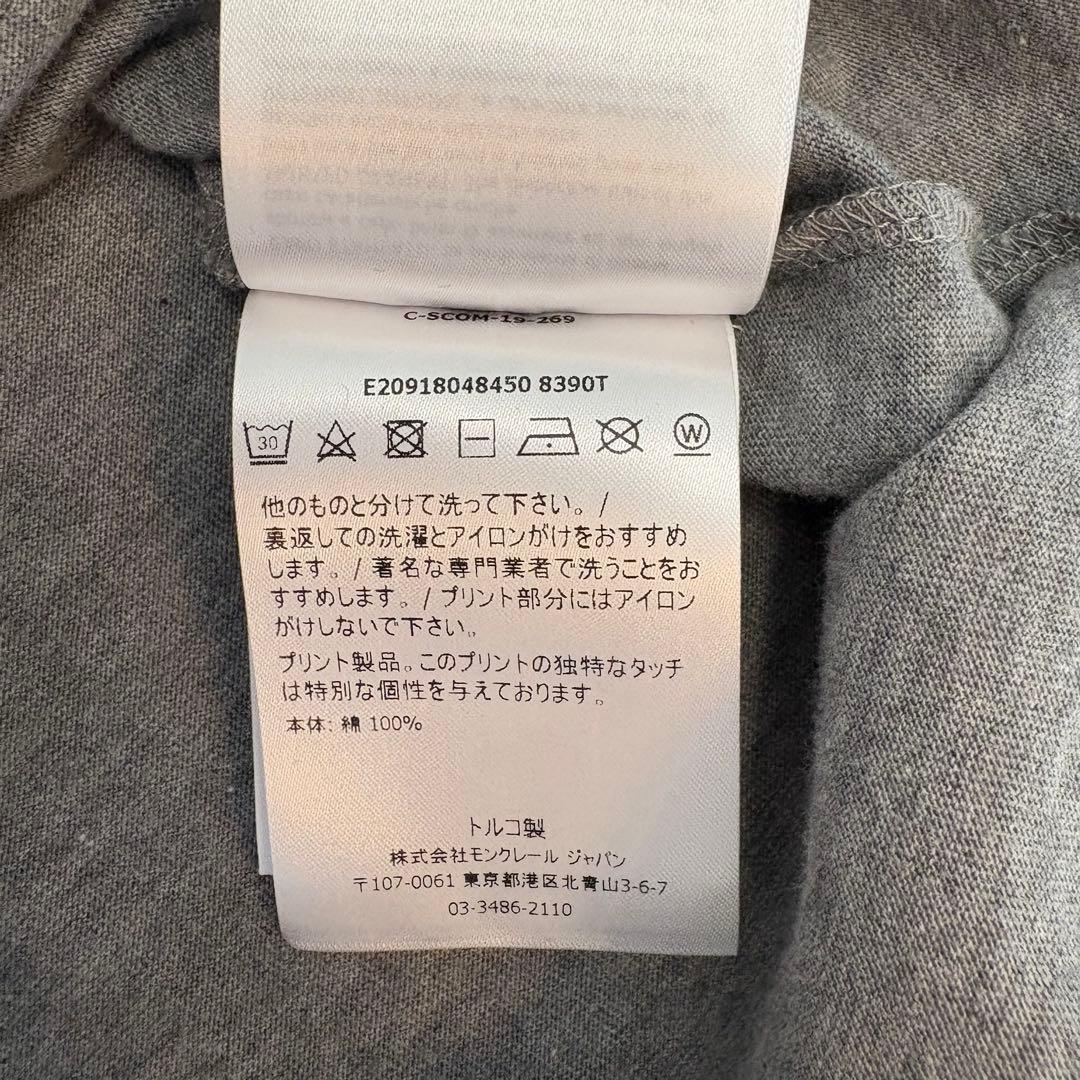 C-SCOM-19-269
E20918048450 8390T
30
W
他のものと分けて洗って下さい。/
裏返しての洗濯とアイロンがけをおすすめ
します。/ 著名な専門業者で洗うことをお
すすめします。/ プリント部分にはアイロン
がけしないで下さい。
プリント製品。このプリントの独特なタッチ
は特別な個性を与えております。
本体: 綿 100%
トルコ製
株式会社モンクレール ジャパン
〒107-0061 東京都港区北青山3-6-7
03-3486-2110